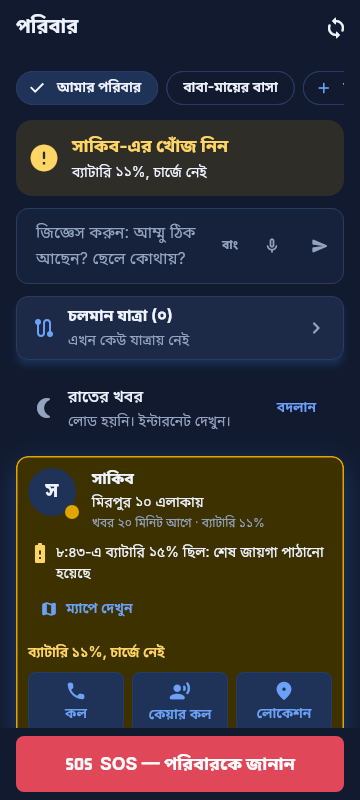 পরিবার
আমার পরিবার
বাবা-মায়ের বাসা
সাকিব-এর খোঁজ নিন
ব্যাটারি ১১%, চার্জে নেই
জিজ্ঞেস করুন: আম্মু ঠিক
আছেন? ছেলে কোথায়?
বাং
চলমান যাত্রা (০)
এখন কেউ যাত্রায় নেই
রাতের খবর
লোড হয়নি। ইন্টারনেট দেখুন।
বদলান
স
সাকিব
মিরপুর ১০ এলাকায়
খবর ২০ মিনিট আগে · ব্যাটারি ১১%
৮:৪৩-এ ব্যাটারি ১৫% ছিল: শেষ জায়গা পাঠানো
হয়েছে
ম্যাপে দেখুন
ব্যাটারি ১১%, চার্জে নেই
কল
কেয়ার কল
লোকেশন
SOS SOS — পরিবারকে জানান